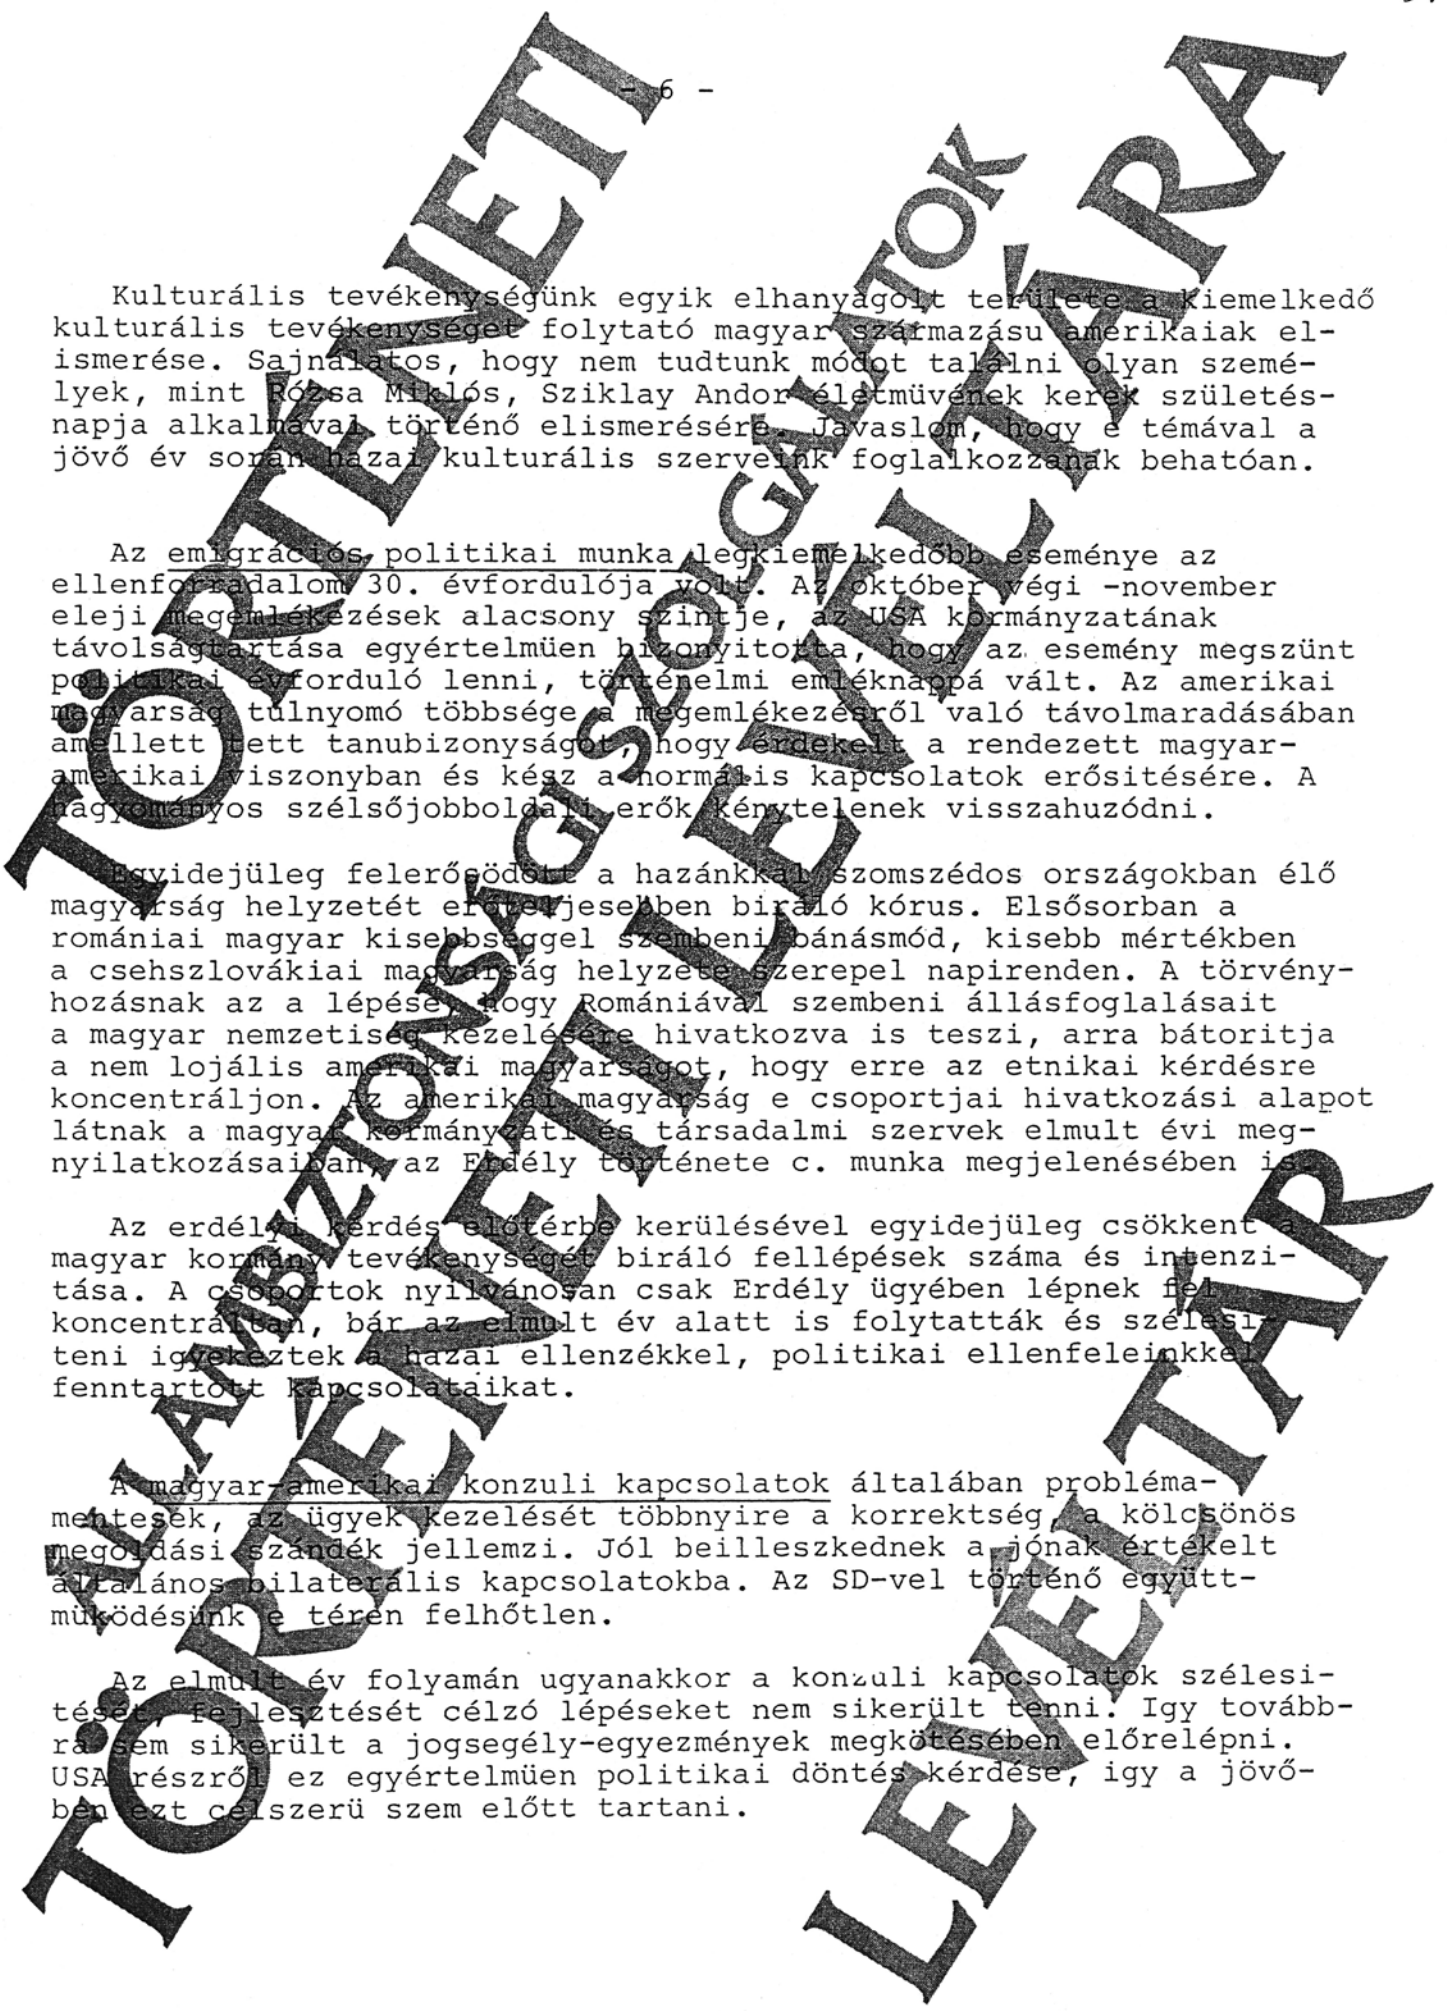 - 6 -
Kulturális tevékenységünk egyik elhanyagolt területe a kiemelkedő
kulturális tevékenységet folytató magyar származásu amerikaiak el-
ismerése. Sajnálatos, hogy nem tudtunk módot találni olyan szemé-
lyek, mint Rózsa Miklós, Sziklay Andor életmüvének kerek születés-
napja alkalmával történő elismerésére. Javaslom, hogy e témával a
jövő év során hazai kulturális szerveink foglalkozzanak behatóan.
Az emigrációs politikai munka legkiemelkedőbb eseménye az
ellenforradalom 30. évfordulója volt. Az október végi -november
eleji megemlékezések alacsony szintje, az USA kormányzatának
távolságtartása egyértelmüen bizonyitotta, hogy az esemény megszünt
politikai évforduló lenni, történelmi emléknappá vált. Az amerikai
magyarság tulnyomó többsége a megemlékezésről való távolmaradásában
amellett tett tanubizonyságot, hogy érdekelt a rendezett magyar-
amerikai viszonyban és kész a normális kapcsolatok erősitésére. A
hagyományos szélsőjobboldali erők kénytelenek visszahuzódni.
Egyidejüleg felerősödött a hazánkkal szomszédos országokban élő
magyarság helyzetét erőteljesebben biráló kórus. Elsősorban a
romániai magyar kisebbséggel szembeni bánásmód, kisebb mértékben
a csehszlovákiai magyarság helyzete szerepel napirenden. A törvény-
hozásnak az a lépése, hogy Romániával szembeni állásfoglalásait
a magyar nemzetiség kezelésére hivatkozva is teszi, arra bátoritja
a nem lojális amerikai magyarságot, hogy erre az etnikai kérdésre
koncentráljon. Az amerikai magyarság e csoportjai hivatkozási alapot
látnak a magyar kormányzati és társadalmi szervek elmult évi meg-
nyilatkozásaiban, az Erdély története c. munka megjelenésében is.
Az erdélyi kérdés előtérbe kerülésével egyidejüleg csökkent a
magyar kormány tevékenységét biráló fellépések száma és intenzi-
tása. A csoportok nyilvánosan csak Erdély ügyében lépnek fel
koncentráltan, bár az elmult év alatt is folytatták és szélesi-
teni igyekeztek a hazai ellenzékkel, politikai ellenfeleinkkel
fenntartott kapcsolataikat.
A magyar-amerikai konzuli kapcsolatok általában probléma-
mentesek, az ügyek kezelését többnyire a korrektség, a kölcsönös
megoldási szándék jellemzi. Jól beilleszkednek a jónak értékelt
általános bilaterális kapcsolatokba. Az SD-vel történő együtt-
müködésünk e téren felhőtlen.
Az elmult év folyamán ugyanakkor a konzuli kapcsolatok szélesi-
tését, fejlesztését célzó lépéseket nem sikerült tenni. Igy tovább-
ra sem sikerült a jogsegély-egyezmények megkötésében előrelépni.
USA részről ez egyértelmüen politikai döntés kérdése, igy a jövő-
ben ezt célszerü szem előtt tartani.
TÖRTÉNETI
ÁLLAMBIZTONSÁGI SZOLGÁLATOK
TÖRTÉNETI LEVÉLTÁRA
LEVÉLTÁR